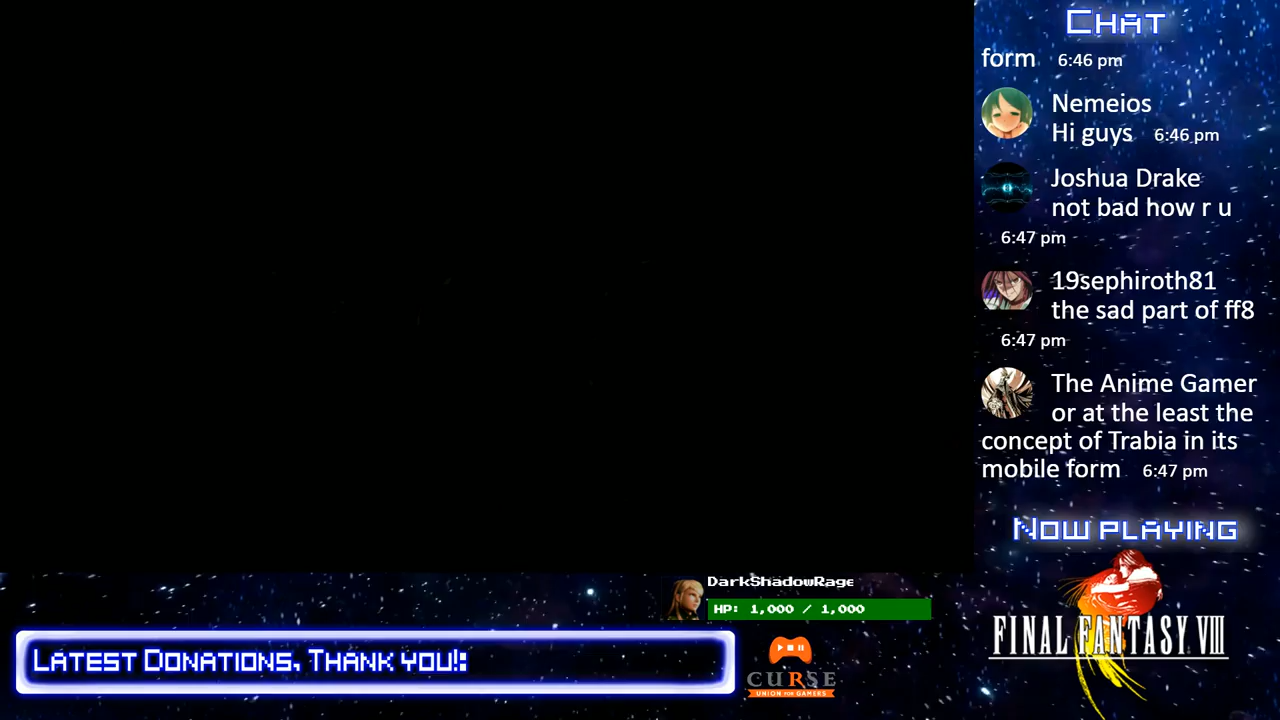 CHAT
form 6:46 pm
Nemeios
Hi guys 6:46 pm
Joshua Drake
not bad how r u
6:47 pm
19sephiroth81
the sad part of ff8
6:47 pm
The Anime Gamer
or at the least the
concept of Trabia in its
mobile form 6:47 pm
NOW PLAYING
FINAL FANTASY VIII
DarkShadowRage
HP: 1,000 / 1,000
LATEST DONATIONS, THANK YOU!:
CURSE
UNION FOR GAMERS